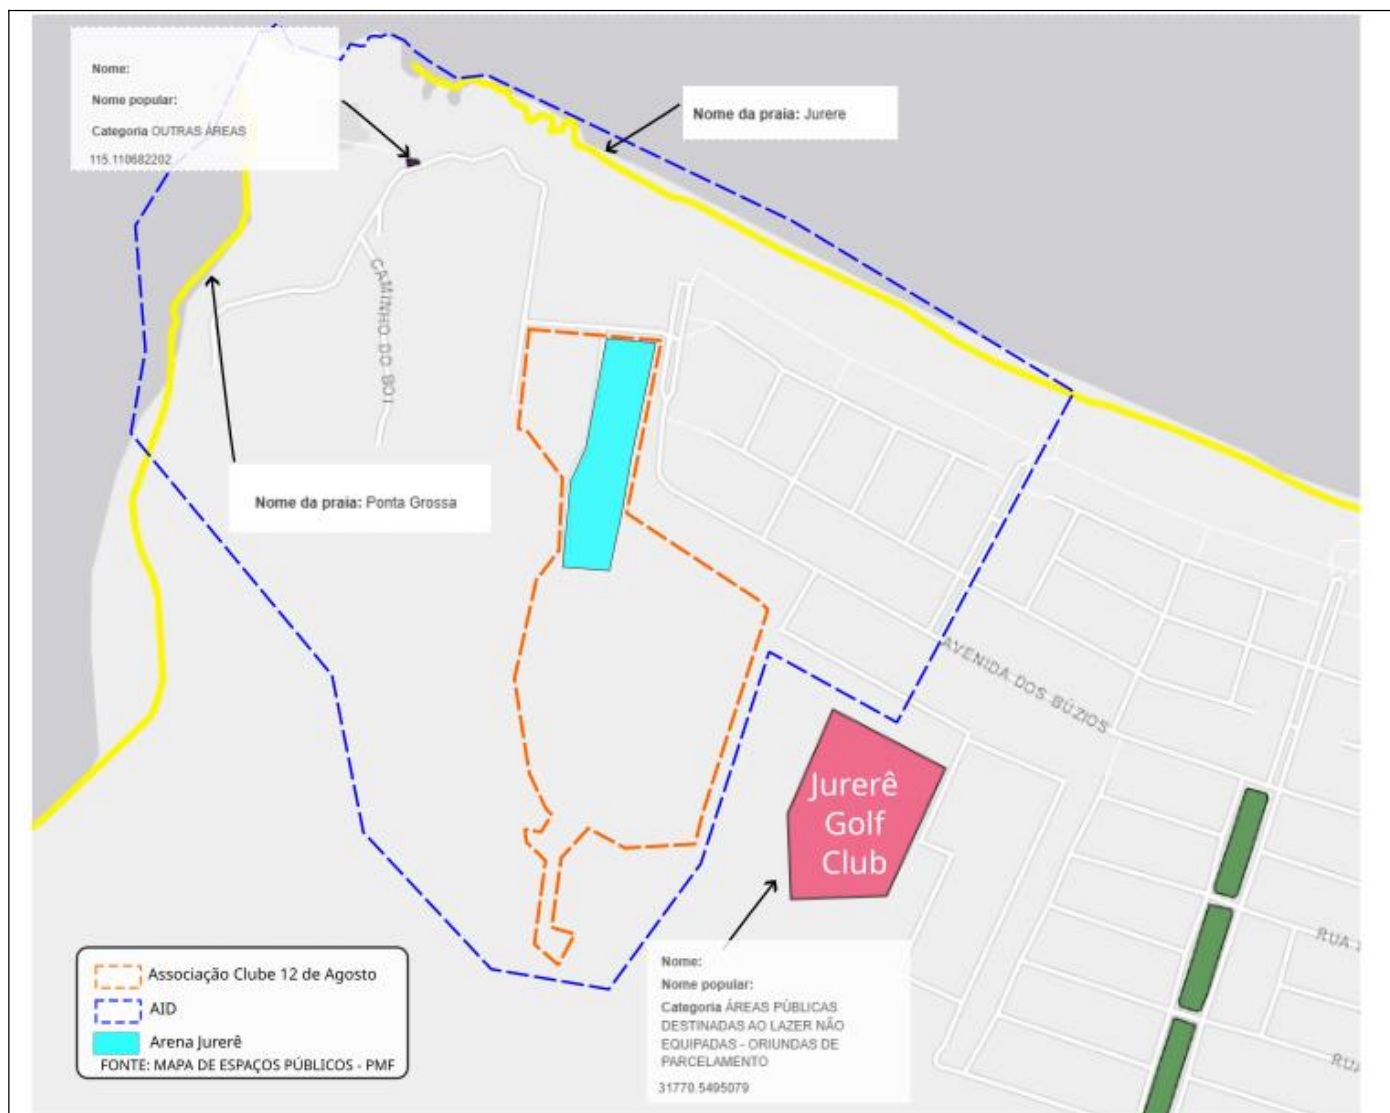 Nome:
Nome popular:
Categoria OUTRAS ÁREAS
115.110682202
Nome da praia: Jurere
CAMINHO DO BOI
Nome da praia: Ponta Grossa
AVENIDA DOS BÚZIOS
Jurerê
Golf
Club
RUA
RUA
Nome:
Nome popular:
Categoria ÁREAS PÚBLICAS
DESTINADAS AO LAZER NÃO
EQUIPADAS - ORIUNDAS DE
PARCELAMENTO
31770.5495079
Associação Clube 12 de Agosto
AID
Arena Jurerê
FONTE: MAPA DE ESPAÇOS PÚBLICOS - PMF